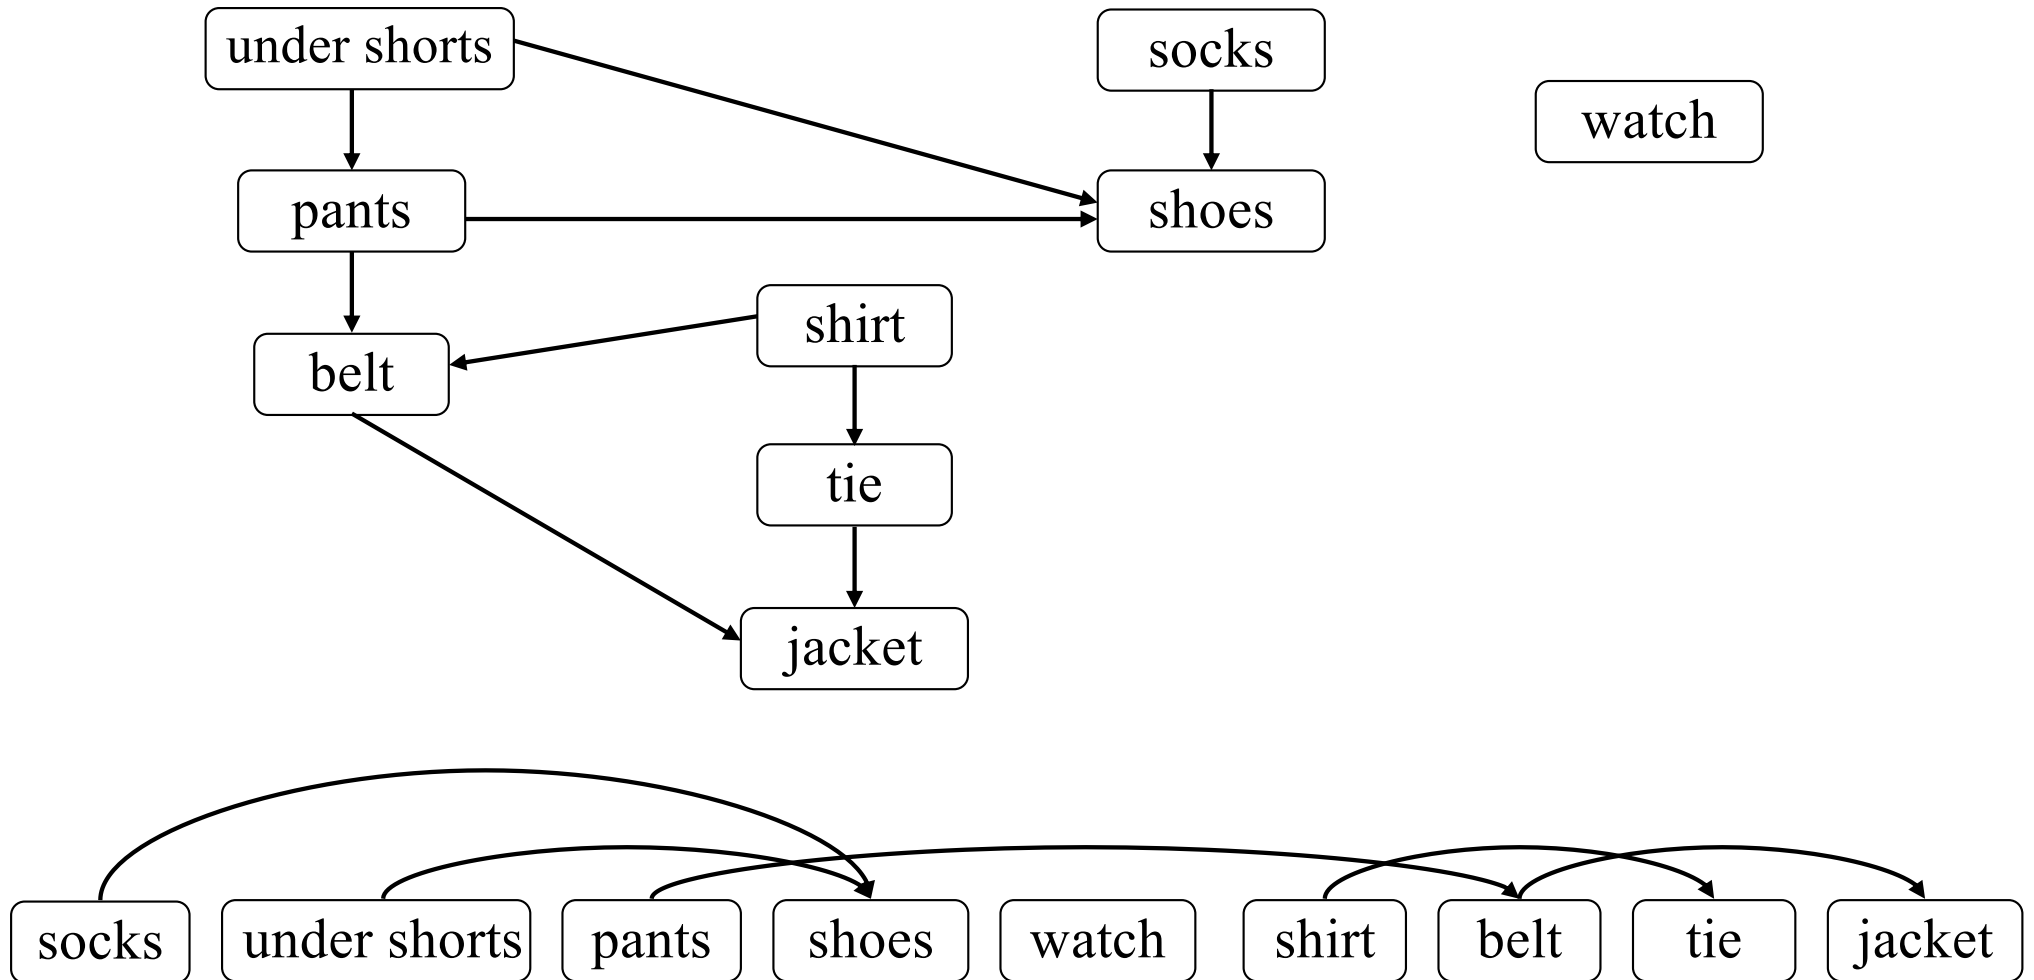 under shorts
socks
watch
pants
shoes
shirt
belt
tie
jacket
socks
under shorts
pants
shoes
watch
shirt
belt
tie
jacket